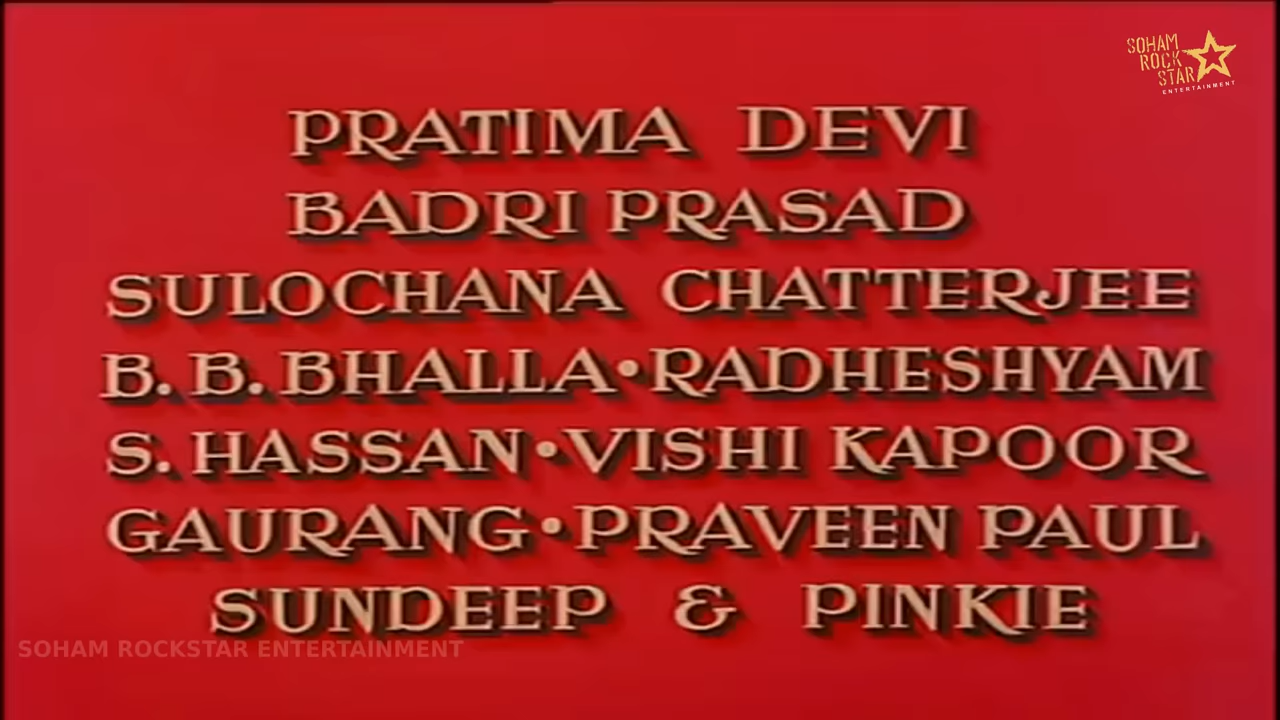 SOHAM
ROCK
STAR
ENTERTAINMENT
PRATIMA DEVI
BADRI PRASAD
SULOCHANA CHATTERJEE
B. B. BHALLA • RADHESHYAM
S. HASSAN • VISHI KAPOOR
GAURANG • PRAVEEN PAUL
SUNDEEP & PINKIE
SOHAM ROCKSTAR ENTERTAINMENT